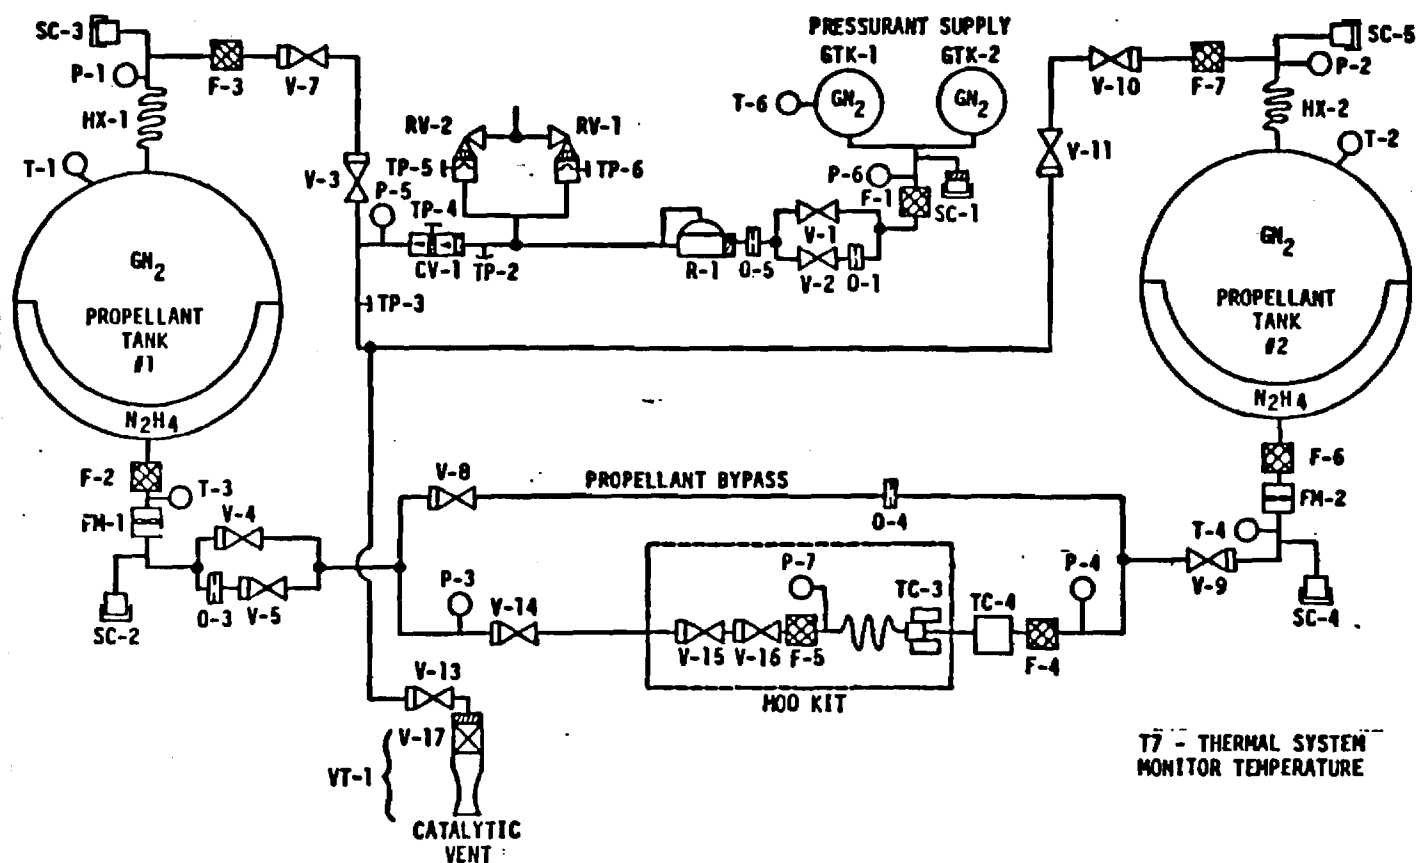 PRESSURANT SUPPLY
GTK-1
GTK-2
SC-3
SC-5
P-1
F-3
V-7
V-10
F-7
P-2
HX-1
HX-2
T-6
GN2
GN2
RV-2
RV-1
T-1
V-3
TP-5
TP-6
P-6
F-1
SC-1
V-11
T-2
P-5
TP-4
CV-1
TP-2
R-1
O-5
V-1
V-2
O-1
TP-3
GN2
PROPELLANT
TANK
#1
N2H4
GN2
PROPELLANT
TANK
#2
N2H4
F-2
T-3
FM-1
V-4
O-3
V-5
SC-2
V-8
PROPELLANT BYPASS
O-4
F-6
FM-2
T-4
V-9
SC-4
P-3
V-14
P-7
TC-3
TC-4
P-4
V-15
V-16
F-5
F-4
MOD KIT
V-13
V-17
VT-1
CATALYTIC
VENT
T7 - THERMAL SYSTEM
MONITOR TEMPERATURE